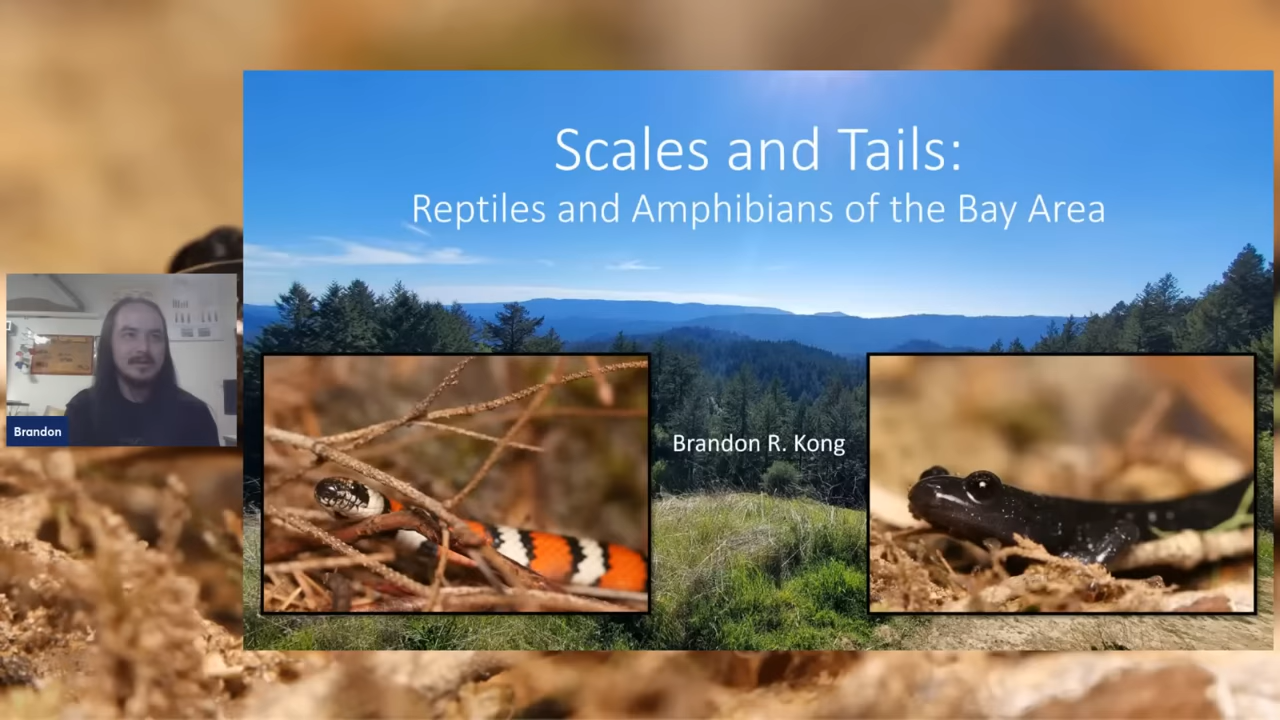 Scales and Tails:
Reptiles and Amphibians of the Bay Area
Brandon R. Kong
Brandon